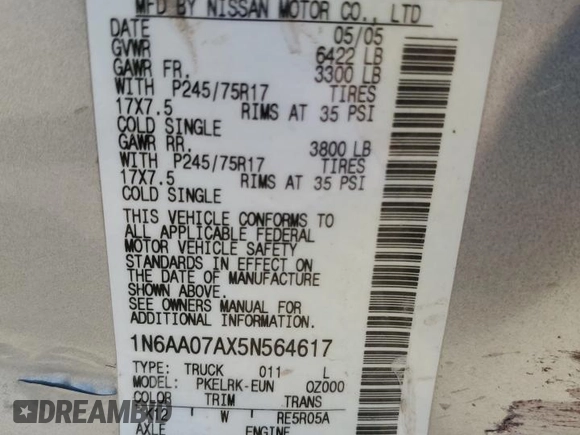 MFD BY NISSAN MOTOR CO., LTD
DATE 05/05
GVWR 6422 LB
GAWR FR. 3300 LB
WITH P245/75R17 TIRES
17X7.5 RIMS AT 35 PSI
COLD SINGLE
GAWR RR. 3800 LB
WITH P245/75R17 TIRES
17X7.5 RIMS AT 35 PSI
COLD SINGLE
THIS VEHICLE CONFORMS TO
ALL APPLICABLE FEDERAL
MOTOR VEHICLE SAFETY
STANDARDS IN EFFECT ON
THE DATE OF MANUFACTURE
SHOWN ABOVE.
SEE OWNERS MANUAL FOR
ADDITIONAL INFORMATION.
1N6AA07AX5N564617
TYPE: TRUCK 011 L
MODEL: PKELRK-EUN OZ000
COLOR TRIM TRANS
W RE5R05A
AXLE ENGINE
DREAMBID